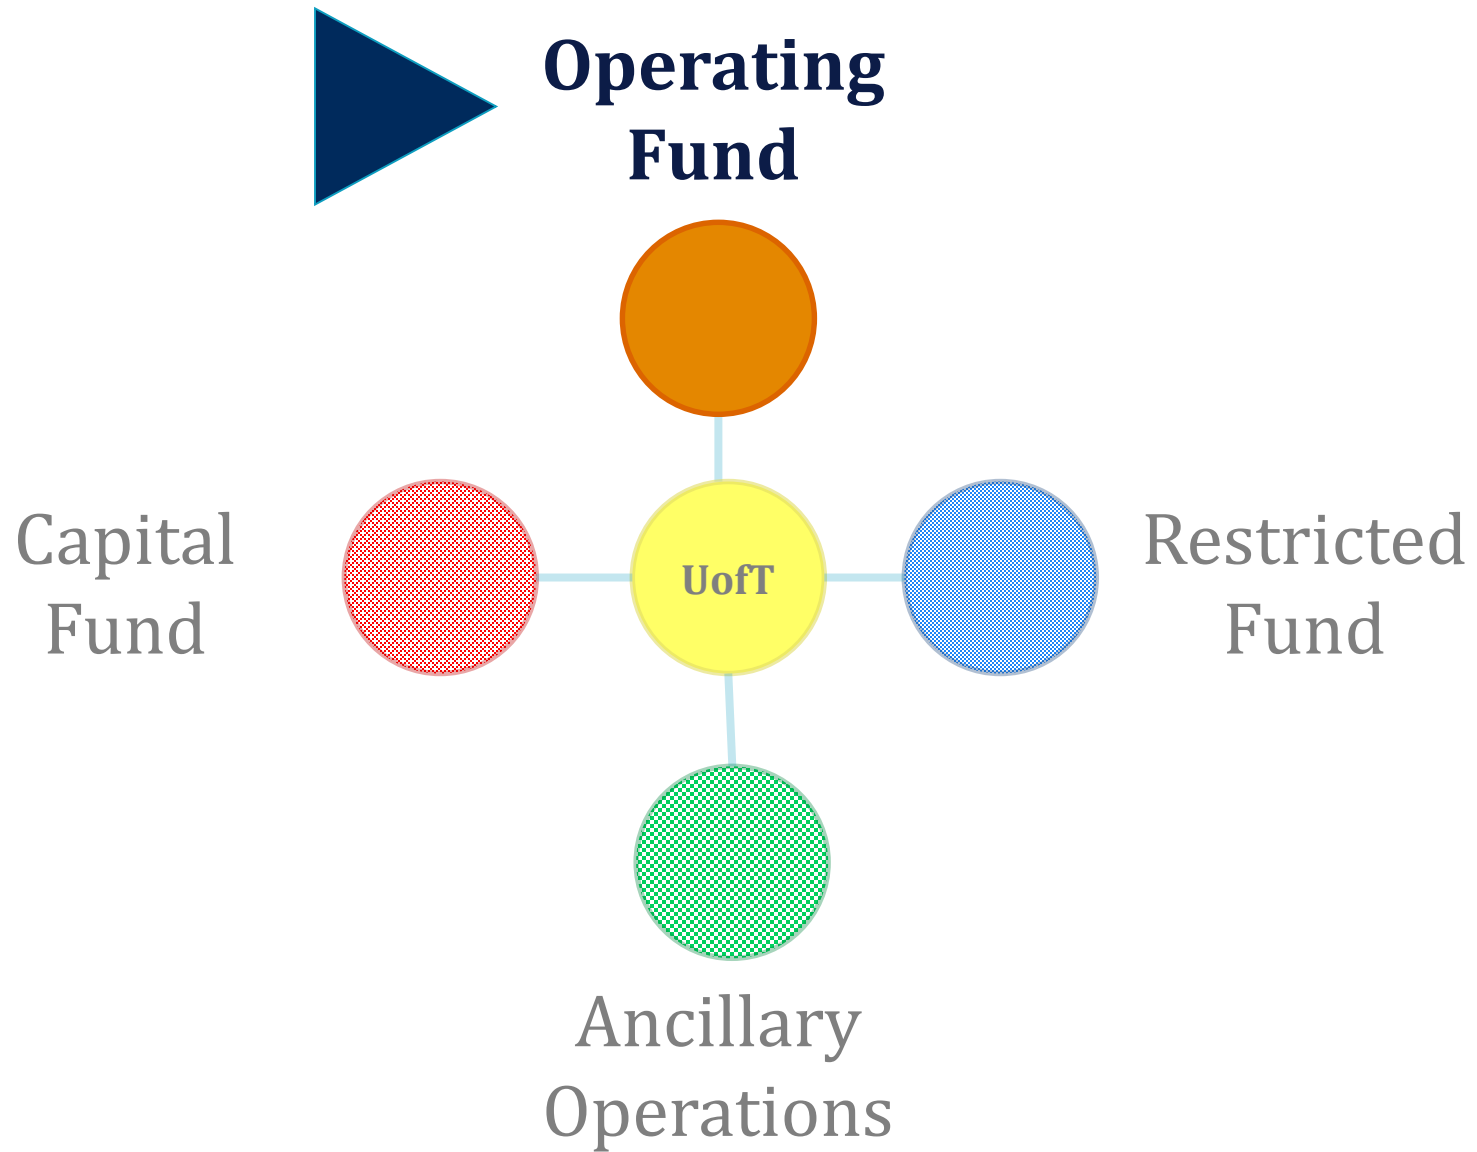 Operating
Fund
Capital
Fund
UofT
Restricted
Fund
Ancillary
Operations